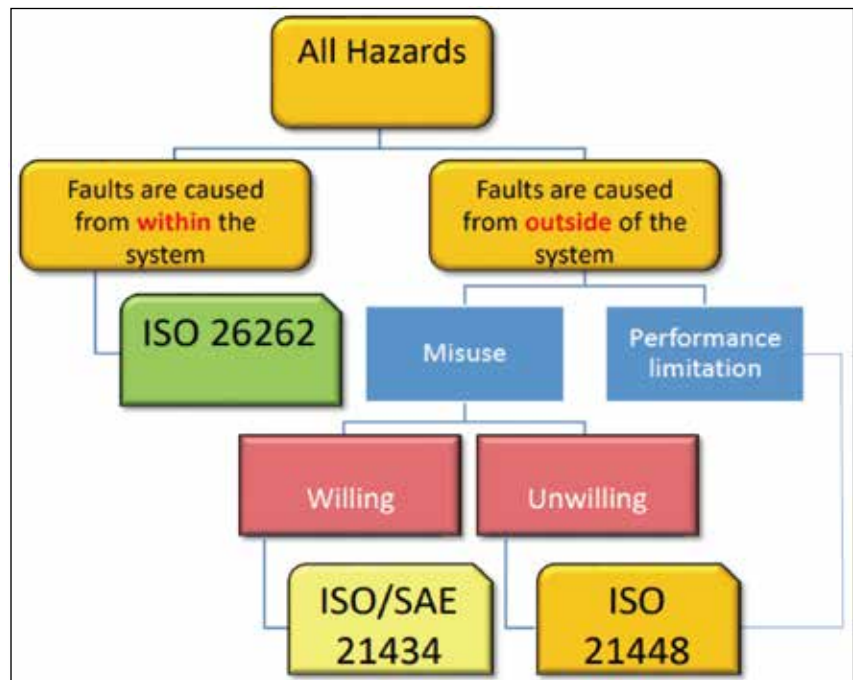 All Hazards
Faults are caused
from within the
system
Faults are caused
from outside of the
system
ISO 26262
Misuse
Performance
limitation
Willing
Unwilling
ISO/SAE
21434
ISO
21448